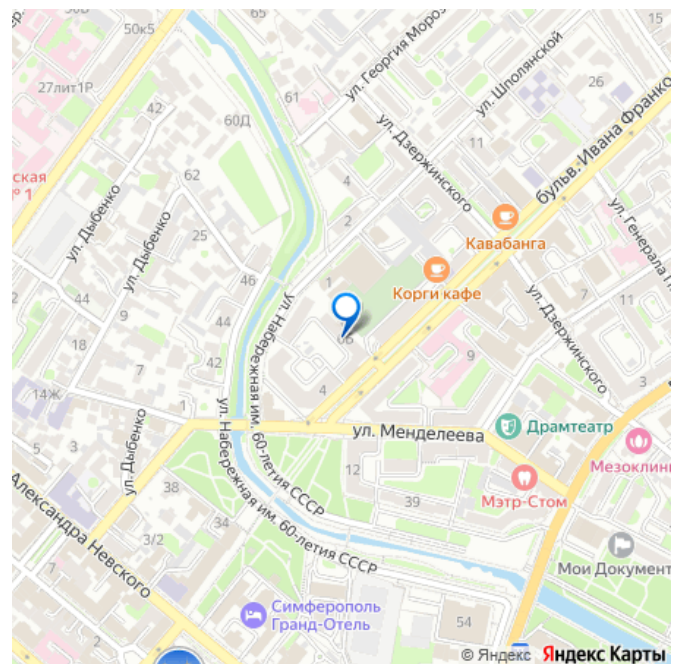 65
50к5
15
ул. Георгия Мороз
27лит1Р
42
61
ул. Шполянской
26
60Д
ул. Дзержинского
бульв. Ивана Франко
11
ская
№ 1
62
4
ул. Дыбенко
ул. Дыбенко
2
Кавабанга
ул. Генерала П
25
46
1
Корги кафе
7
11
18
44
ул. Набережная им. 60-летия СССР
6Б
ул. Дзержинского
9
44
9
14Ж
42
4
3
1
ул. Менделеева
Драмтеатр
5
3
ул. Дыбенко
ул. Набережная им. 60-летия СССР
12
Мезоклин
Мэтр-Стом
38
39
Александра Невского
34
3/2
Мои Документ
7
Симферополь
Гранд-Отель
54
2
© Яндекс Яндекс Карты